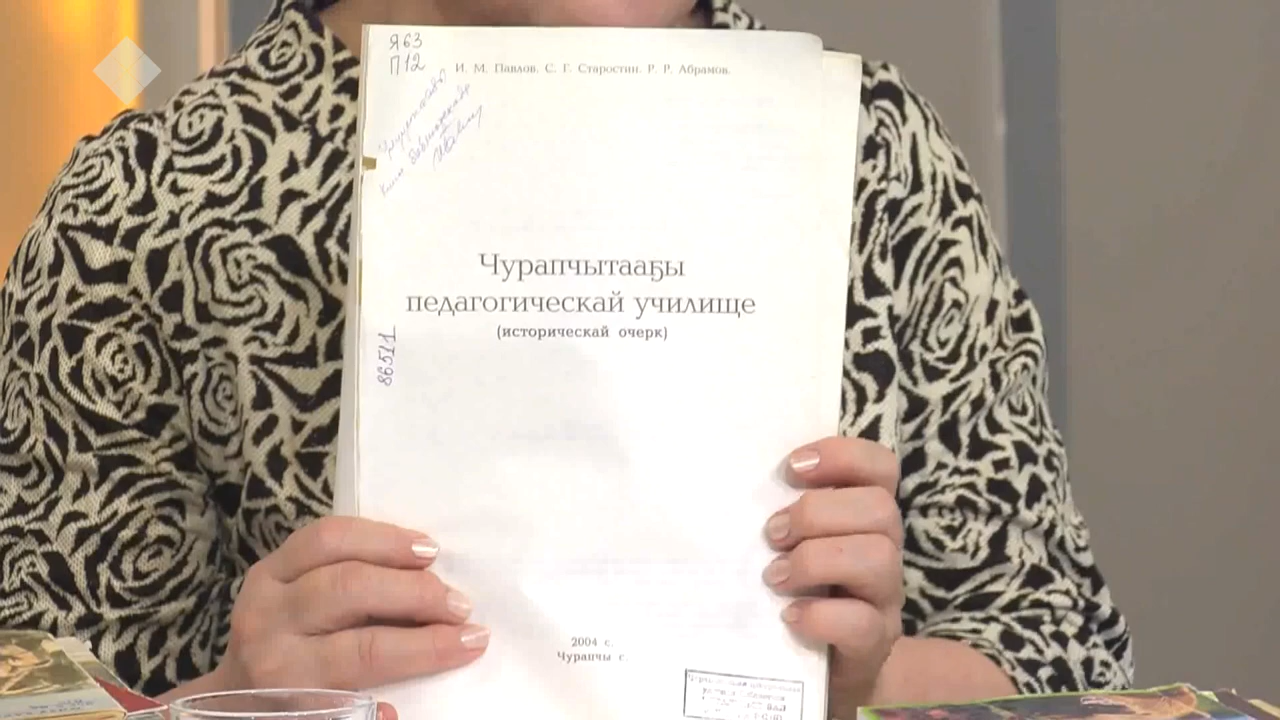 Я63
П12
И. М. Павлов. С. Г. Старостин. Р. Р. Абрамов.
Чурапчытааҕы
педагогическай училище
(историческай очерк)
86511
2004 с.
Чурапчы с.